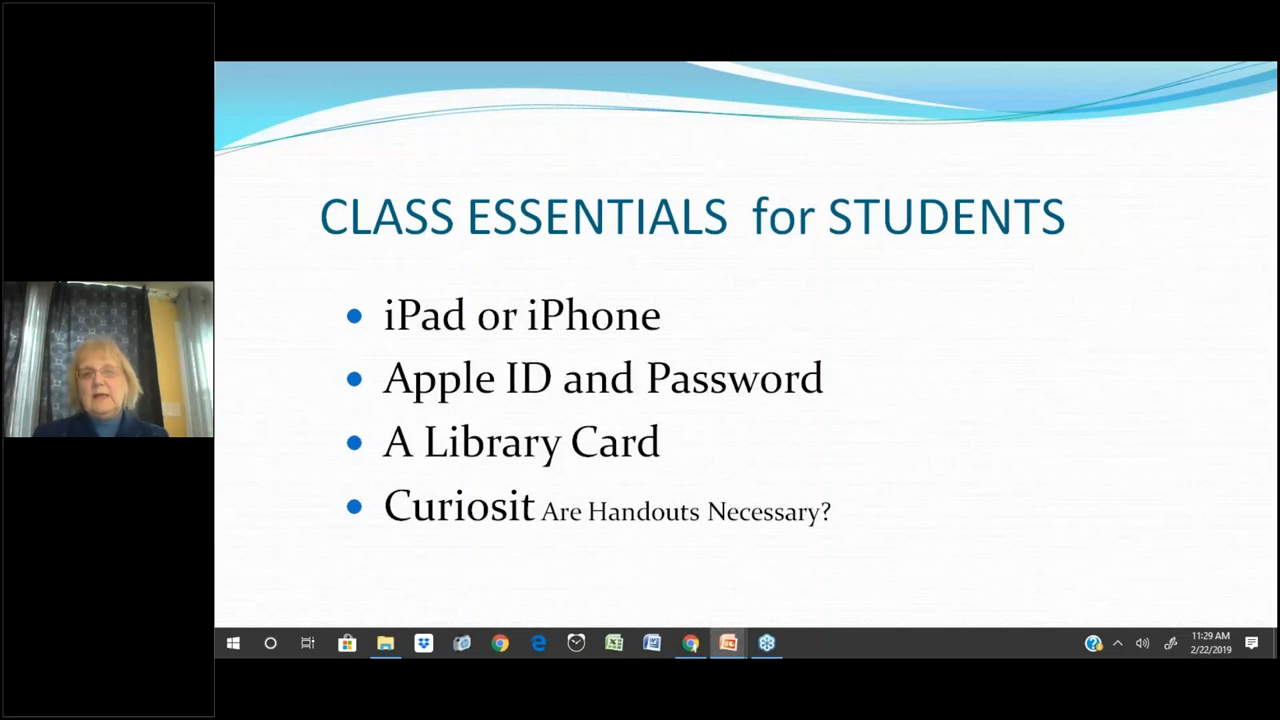 CLASS ESSENTIALS for STUDENTS
iPad or iPhone
Apple ID and Password
A Library Card
Curiosit Are Handouts Necessary?
11:29 AM
2/22/2019